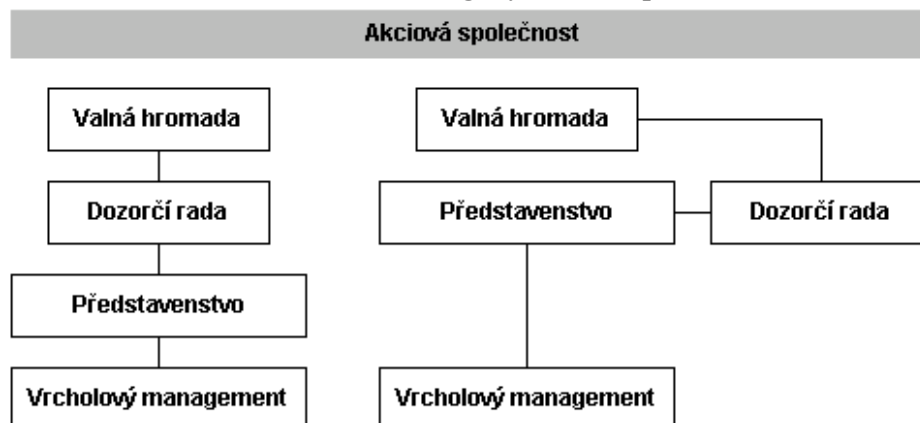 Akciová společnost
Valná hromada
Dozorčí rada
Představenstvo
Vrcholový management
Valná hromada
Představenstvo
Dozorčí rada
Vrcholový management